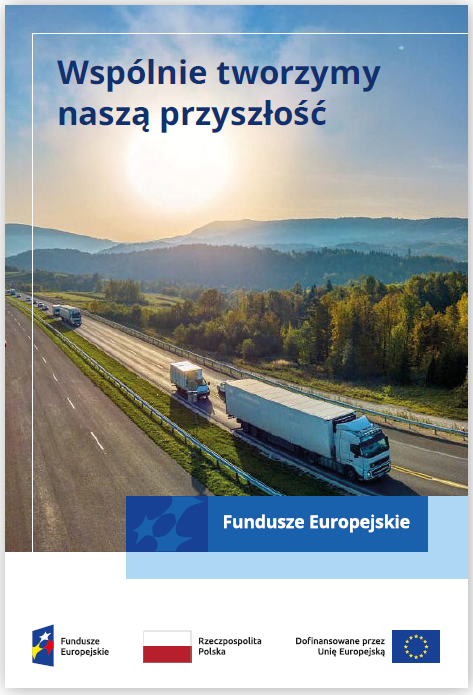 Wspólnie tworzymy
naszą przyszłość
Fundusze Europejskie
Fundusze
Europejskie
Rzeczpospolita
Polska
Dofinansowane przez
Unię Europejską